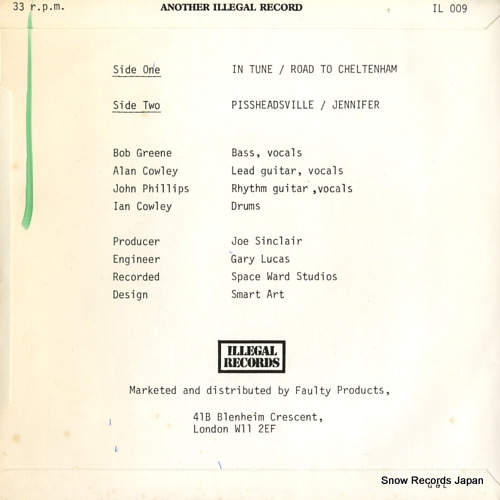 33 r.p.m. ANOTHER ILLEGAL RECORD IL 009
Side One IN TUNE / ROAD TO CHELTENHAM
Side Two PISSHEADSVILLE / JENNIFER
Bob Greene Bass, vocals
Alan Cowley Lead guitar, vocals
John Phillips Rhythm guitar ,vocals
Ian Cowley Drums
Producer Joe Sinclair
Engineer Gary Lucas
Recorded Space Ward Studios
Design Smart Art
ILLEGAL
RECORDS
Marketed and distributed by Faulty Products,
41B Blenheim Crescent,
London W11 2EF
Snow Records Japan